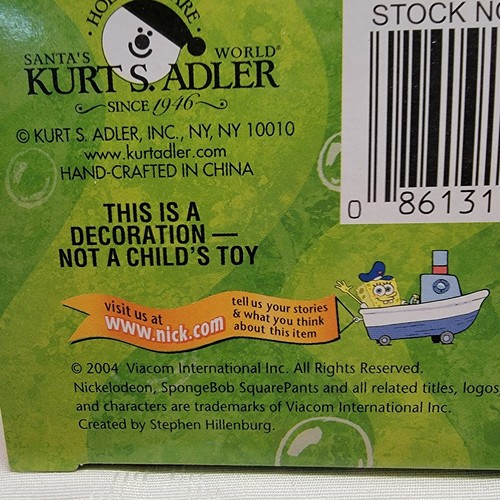 SANTA'S WORLD®
KURT S. ADLER
SINCE 1946
© KURT S. ADLER, INC., NY, NY 10010
www.kurtadler.com
HAND-CRAFTED IN CHINA
THIS IS A
DECORATION —
NOT A CHILD'S TOY
STOCK NO
0 86131
visit us at
www.nick.com
tell us your stories
& what you think
about this item
© 2004 Viacom International Inc. All Rights Reserved.
Nickelodeon, SpongeBob SquarePants and all related titles, logos
and characters are trademarks of Viacom International Inc.
Created by Stephen Hillenburg.